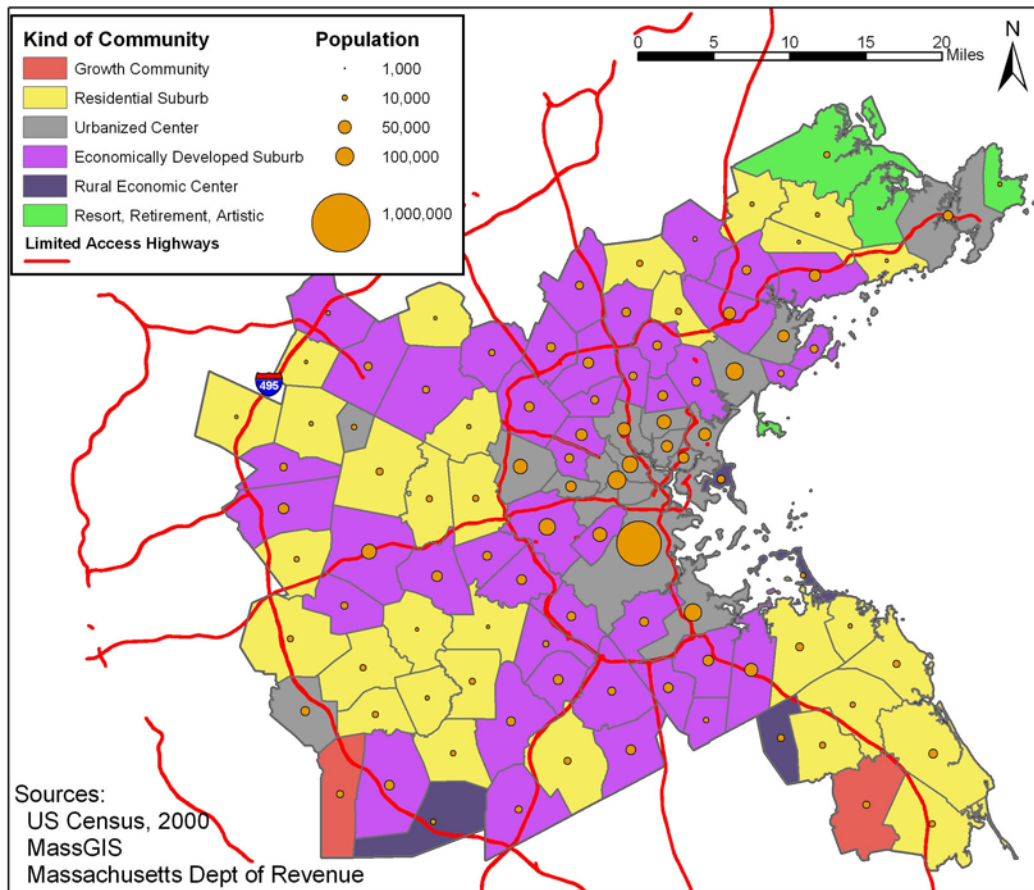 Kind of Community
Growth Community
Residential Suburb
Urbanized Center
Economically Developed Suburb
Rural Economic Center
Resort, Retirement, Artistic
Limited Access Highways
Population
1,000
10,000
50,000
100,000
1,000,000
0 5 10 15 20
Miles
N
495
Sources:
US Census, 2000
MassGIS
Massachusetts Dept of Revenue